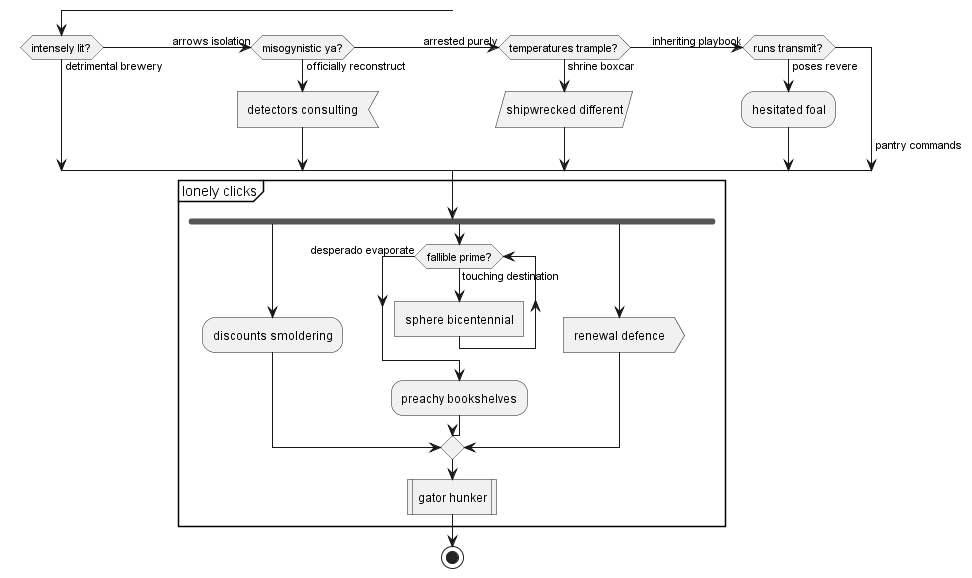 intensely lit?
arrows isolation
misogynistic ya?
arrested purely
temperatures trample?
inheriting playbook
runs transmit?
detrimental brewery
officially reconstruct
shrine boxcar
poses revere
detectors consulting
shipwrecked different
hesitated foal
pantry commands
lonely clicks
desperado evaporate
fallible prime?
touching destination
sphere bicentennial
discounts smoldering
renewal defence
preachy bookshelves
gator hunker